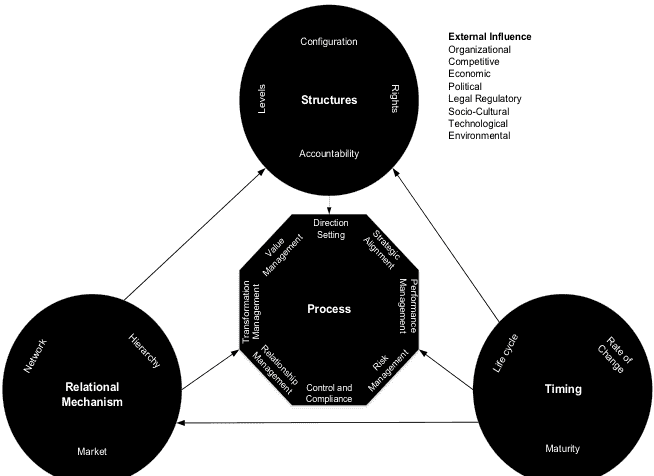 Configuration
Levels
Structures
Rights
Accountability
External Influence
Organizational
Competitive
Economic
Political
Legal Regulatory
Socio-Cultural
Technological
Environmental
Direction
Setting
Value
Management
Strategic
Alignment
Transformation
Management
Process
Performance
Management
Relationship
Management
Risk
Management
Control and
Compliance
Network
Hierarchy
Relational
Mechanism
Market
Life cycle
Rate of
Change
Timing
Maturity